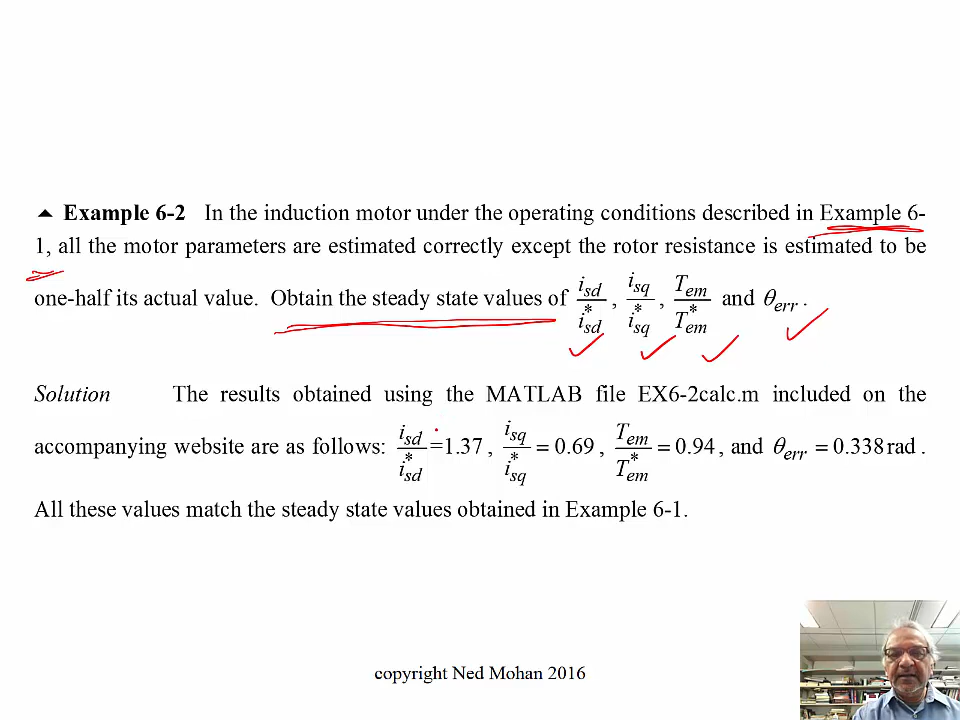 ▲ Example 6-2 In the induction motor under the operating conditions described in Example 6-
1, all the motor parameters are estimated correctly except the rotor resistance is estimated to be
one-half its actual value. Obtain the steady state values of i_sd/i*_sd , i_sq/i*_sq , T_em/T*_em and θ_err .
Solution The results obtained using the MATLAB file EX6-2calc.m included on the
accompanying website are as follows: i_sd/i*_sd =1.37 , i_sq/i*_sq = 0.69 , T_em/T*_em = 0.94 , and θ_err = 0.338 rad .
All these values match the steady state values obtained in Example 6-1.
copyright Ned Mohan 2016